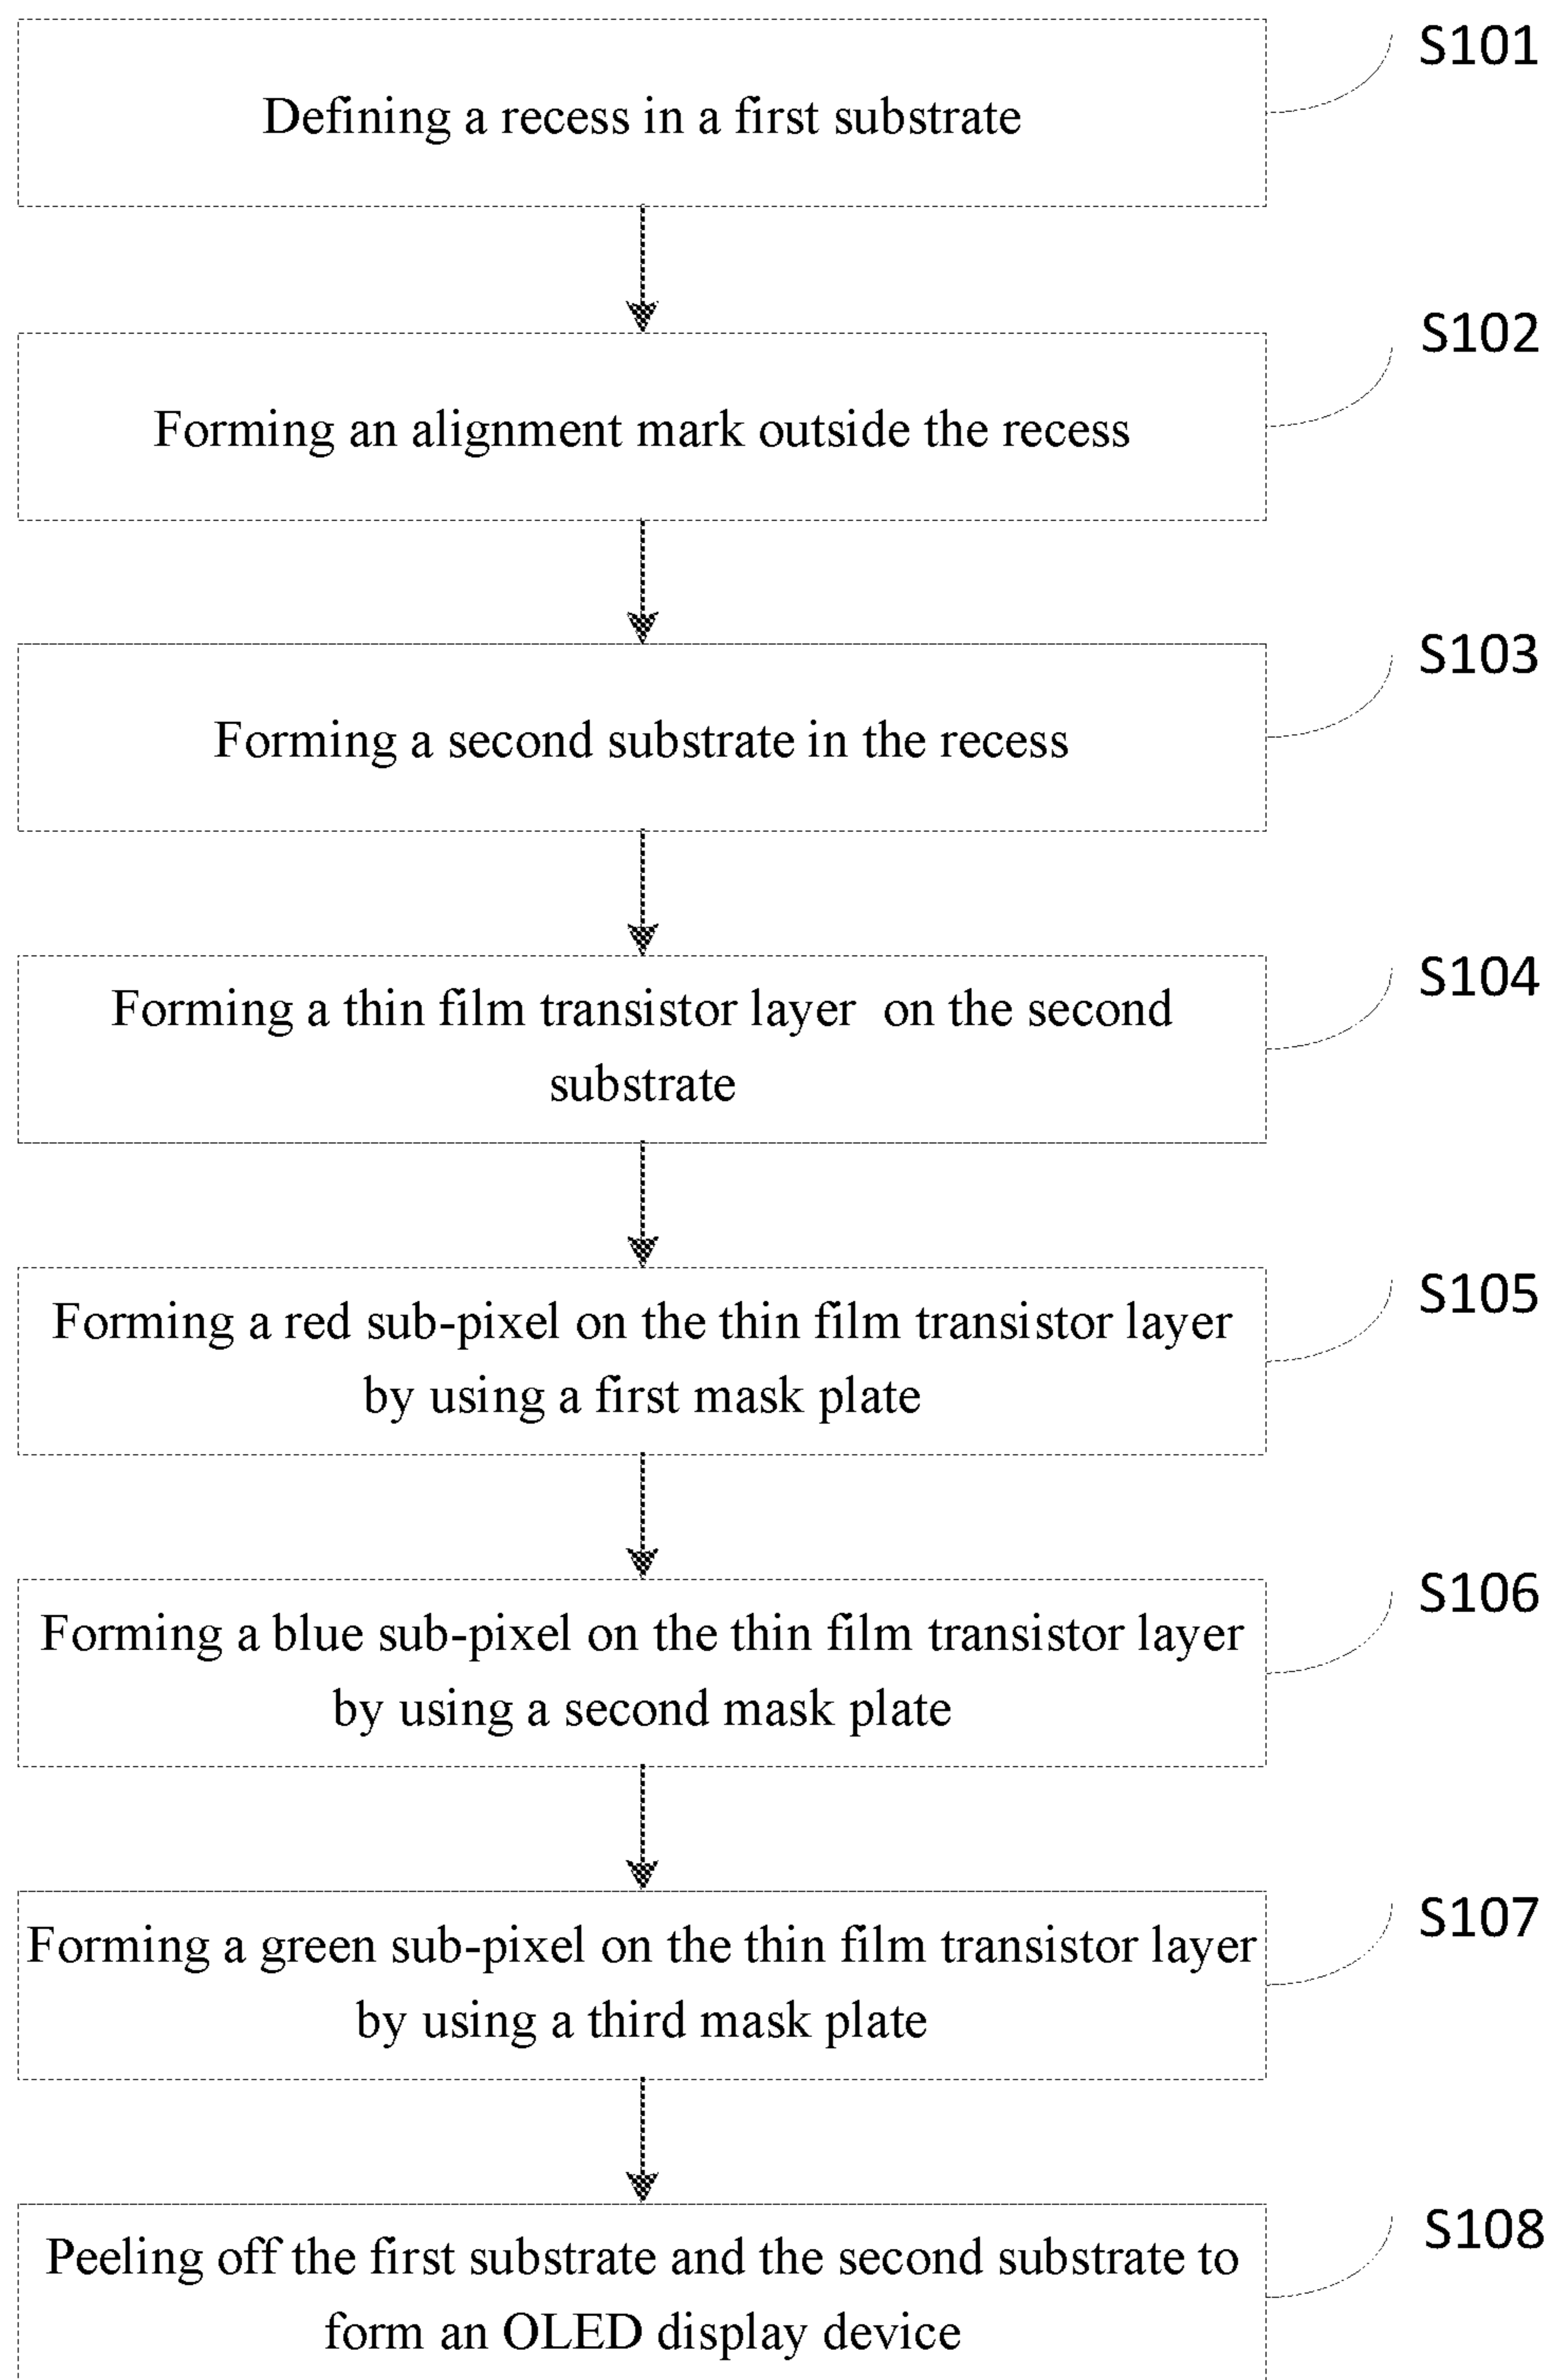 S101
Defining a recess in a first substrate
S102
Forming an alignment mark outside the recess
S103
Forming a second substrate in the recess
S104
Forming a thin film transistor layer on the second
substrate
S105
Forming a red sub-pixel on the thin film transistor layer
by using a first mask plate
S106
Forming a blue sub-pixel on the thin film transistor layer
by using a second mask plate
S107
Forming a green sub-pixel on the thin film transistor layer
by using a third mask plate
S108
Peeling off the first substrate and the second substrate to
form an OLED display device